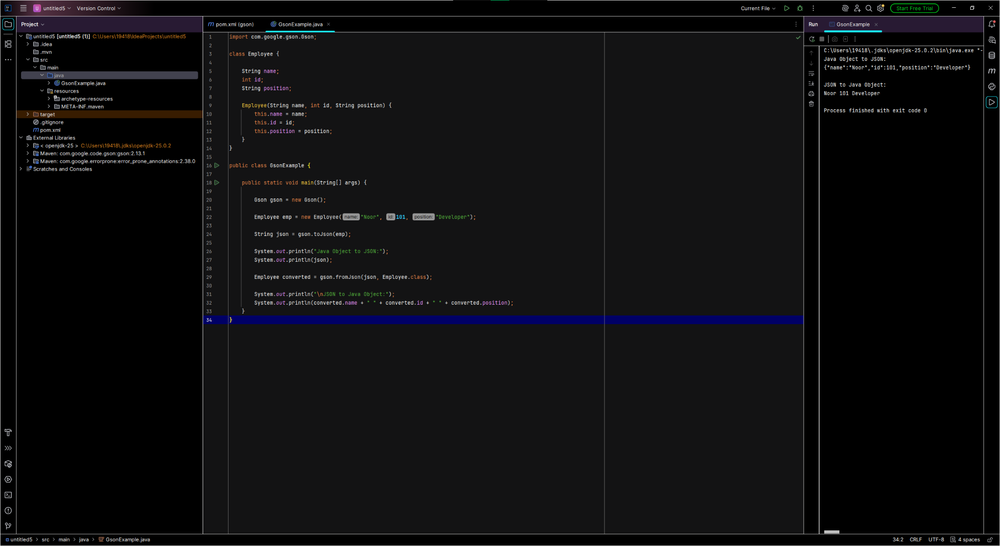 U untitled5 Version Control Current File Start Free Trial
Project
untitled5 [untitled5 (1)] C:\Users\19418\IdeaProjects\untitled5
.idea
.mvn
src
main
java
GsonExample.java
resources
archetype-resources
META-INF.maven
target
.gitignore
m pom.xml
External Libraries
< openjdk-25 > C:\Users\19418\.jdks\openjdk-25.0.2
Maven: com.google.code.gson:gson:2.13.1
Maven: com.google.errorprone:error_prone_annotations:2.38.0
Scratches and Consoles
m pom.xml (gson) GsonExample.java
1 import com.google.gson.Gson;
2
3 class Employee {
4
5 String name;
6 int id;
7 String position;
8
9 Employee(String name, int id, String position) {
10 this.name = name;
11 this.id = id;
12 this.position = position;
13 }
14 }
15
16 public class GsonExample {
17
18 public static void main(String[] args) {
19
20 Gson gson = new Gson();
21
22 Employee emp = new Employee( name: "Noor", id: 101, position: "Developer");
23
24 String json = gson.toJson(emp);
25
26 System.out.println("Java Object to JSON:");
27 System.out.println(json);
28
29 Employee converted = gson.fromJson(json, Employee.class);
30
31 System.out.println("\nJSON to Java Object:");
32 System.out.println(converted.name + " " + converted.id + " " + converted.position);
33 }
34 }
Run GsonExample
C:\Users\19418\.jdks\openjdk-25.0.2\bin\java.exe "-
Java Object to JSON:
{"name":"Noor","id":101,"position":"Developer"}
JSON to Java Object:
Noor 101 Developer
Process finished with exit code 0
m
untitled5 > src > main > java > GsonExample.java 34:2 CRLF UTF-8 4 spaces